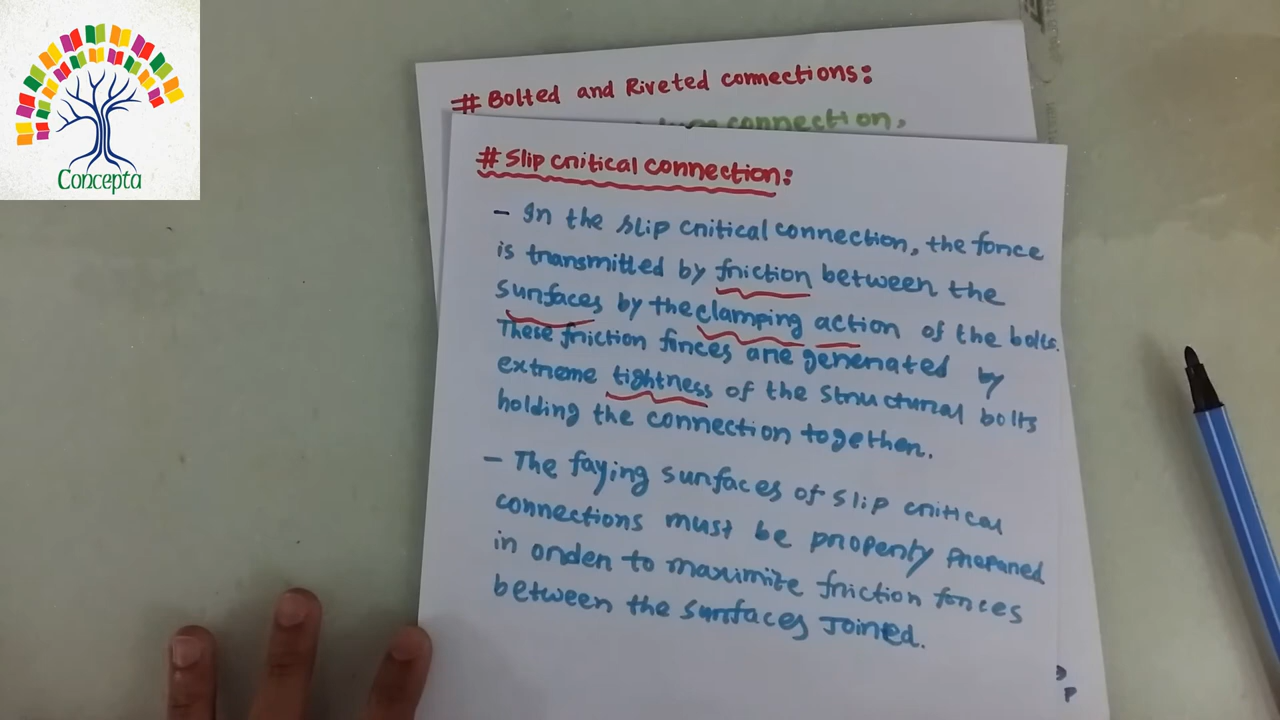 Concepta
# Bolted and Riveted connections:
connection,
# Slip critical connection:
- In the slip critical connection, the force
is transmitted by friction between the
surfaces by the clamping action of the bolts.
These friction forces are generated by
extreme tightness of the structural bolts
holding the connection together.
- The faying surfaces of slip critical
connections must be properly prepared
in order to maximize friction forces
between the surfaces Joined.
P